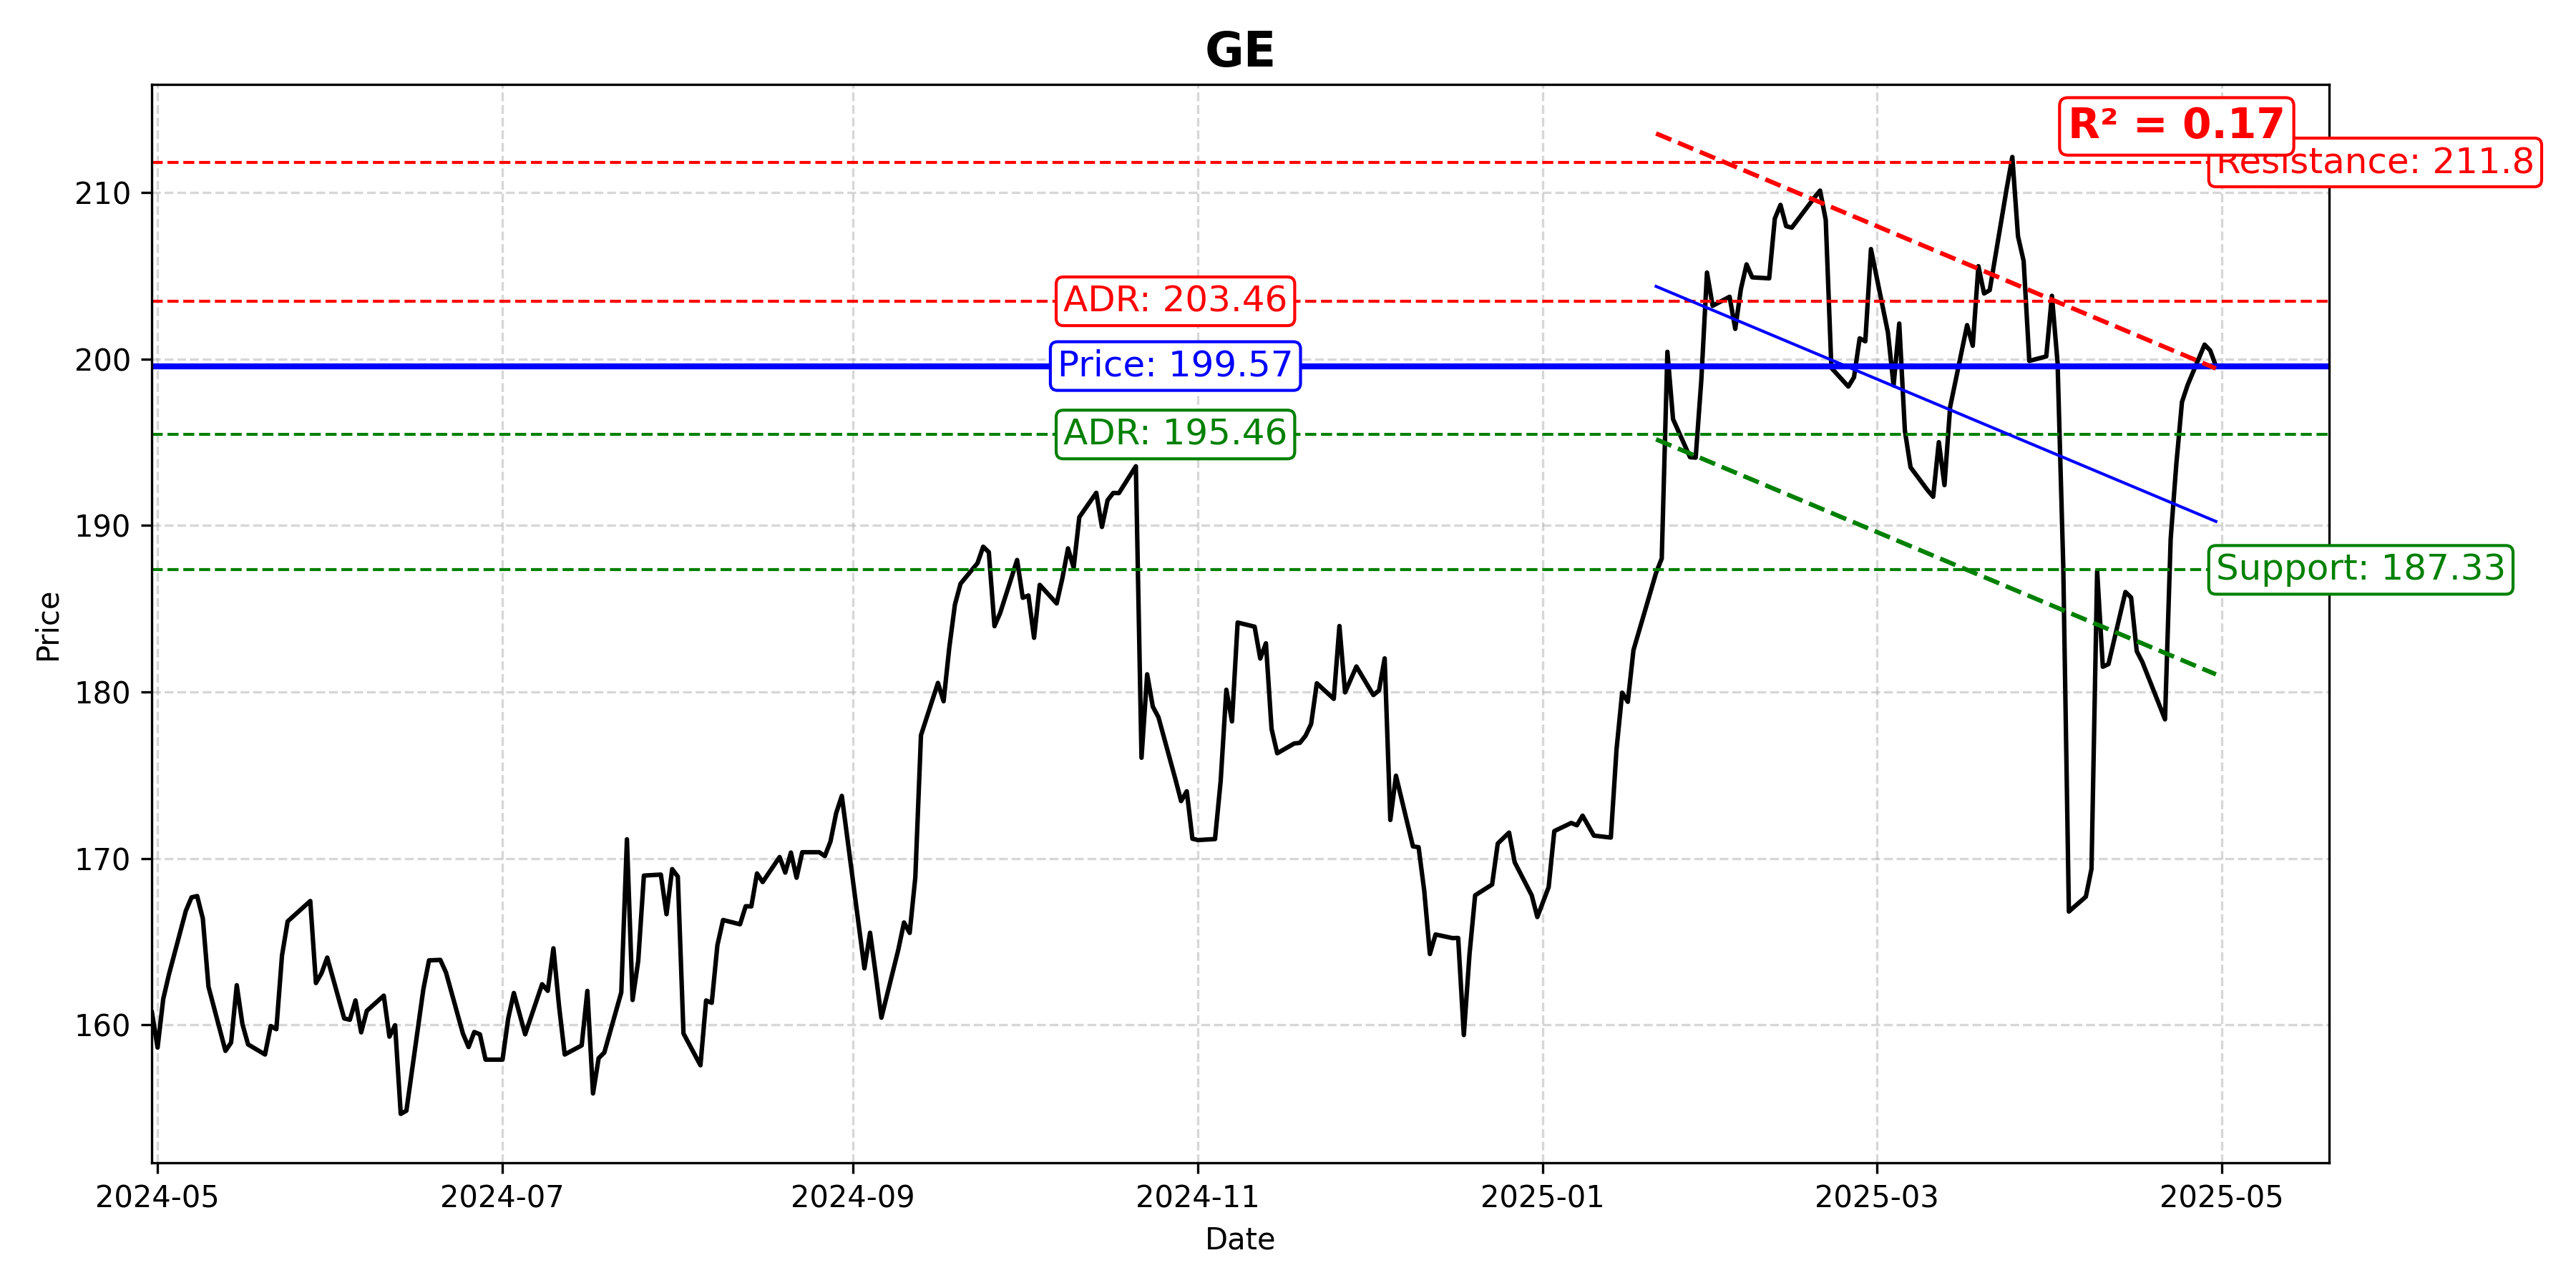 GE
R² = 0.17
Resistance: 211.8
ADR: 203.46
Price: 199.57
ADR: 195.46
Support: 187.33
210
200
190
180
170
160
Price
2024-05
2024-07
2024-09
2024-11
2025-01
2025-03
2025-05
Date